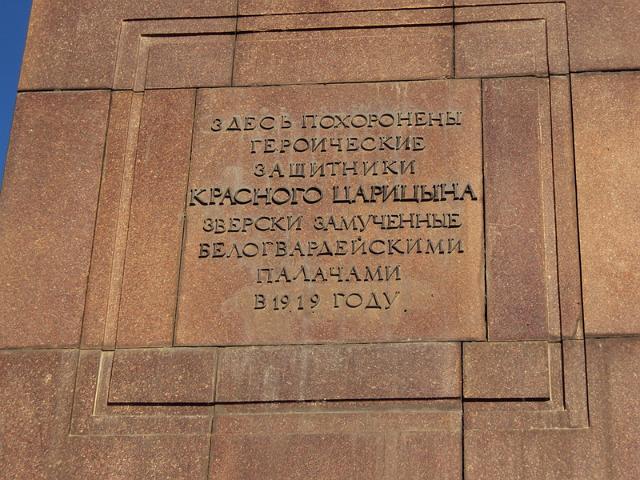 ЗДЕСЬ ПОХОРОНЕНЫ
ГЕРОИЧЕСКИЕ
ЗАЩИТНИКИ
КРАСНОГО ЦАРИЦЫНА
ЗВЕРСКИ ЗАМУЧЕННЫЕ
БЕЛОГВАРДЕЙСКИМИ
ПАЛАЧАМИ
В 1919 ГОДУ